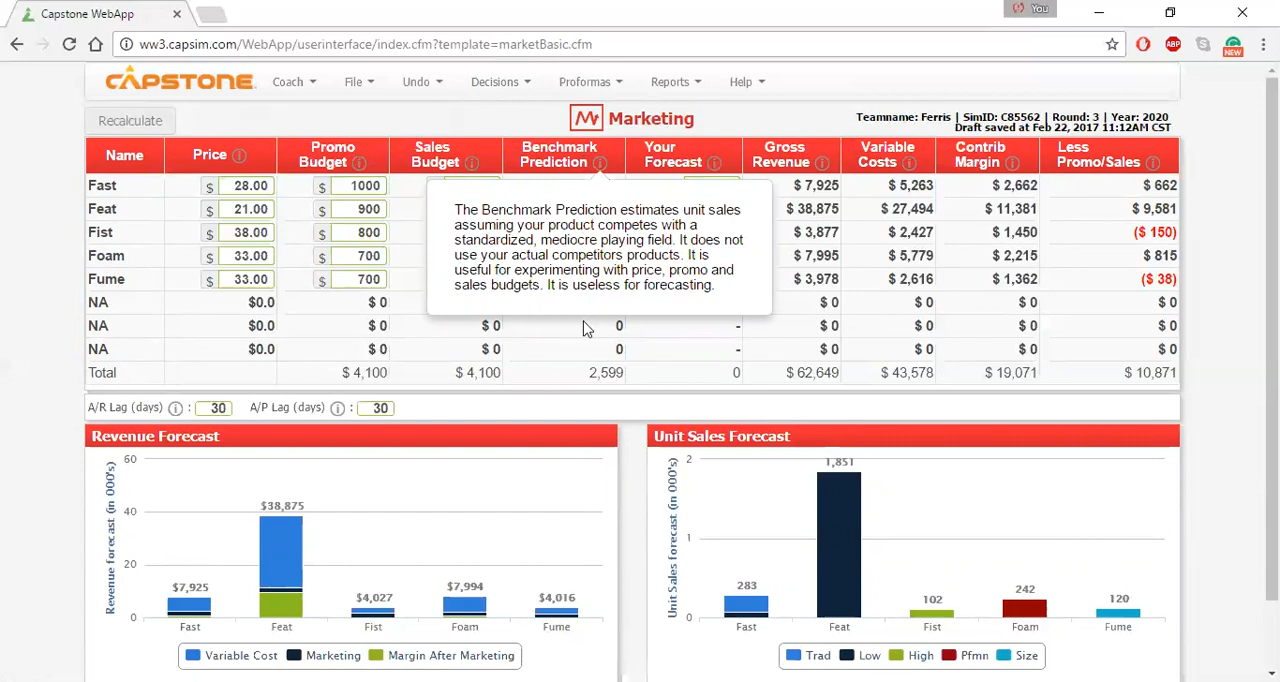 Capstone WebApp
You
ww3.capsim.com/WebApp/userinterface/index.cfm?template=marketBasic.cfm
ABP
NEW
CAPSTONE
Coach File Undo Decisions Proformas Reports Help
Recalculate
Marketing
Teamname: Ferris | SimID: C85562 | Round: 3 | Year: 2020
Draft saved at Feb 22, 2017 11:12AM CST
Name Price Promo Budget Sales Budget Benchmark Prediction Your Forecast Gross Revenue Variable Costs Contrib Margin Less Promo/Sales
Fast $ 28.00 $ 1000 $ 7,925 $ 5,263 $ 2,662 $ 662
Feat $ 21.00 $ 900 $ 38,875 $ 27,494 $ 11,381 $ 9,581
Fist $ 38.00 $ 800 $ 3,877 $ 2,427 $ 1,450 ($ 150)
Foam $ 33.00 $ 700 $ 7,995 $ 5,779 $ 2,215 $ 815
Fume $ 33.00 $ 700 $ 3,978 $ 2,616 $ 1,362 ($ 38)
The Benchmark Prediction estimates unit sales
assuming your product competes with a
standardized, mediocre playing field. It does not
use your actual competitors products. It is
useful for experimenting with price, promo and
sales budgets. It is useless for forecasting.
NA $0.0 $ 0 $ 0 $ 0 $ 0 $ 0
NA $0.0 $ 0 $ 0 0 - $ 0 $ 0 $ 0 $ 0
NA $0.0 $ 0 $ 0 0 - $ 0 $ 0 $ 0 $ 0
Total $ 4,100 $ 4,100 2,599 0 $ 62,649 $ 43,578 $ 19,071 $ 10,871
A/R Lag (days) : 30 A/P Lag (days) : 30
Revenue Forecast
Revenue forecast (in 000's)
60
40
20
0
$7,925
$38,875
$4,027
$7,994
$4,016
Fast Feat Fist Foam Fume
Variable Cost Marketing Margin After Marketing
Unit Sales Forecast
Unit Sales forecast (in 000's)
2
1
0
283
1,851
102
242
120
Fast Feat Fist Foam Fume
Trad Low High Pfmn Size